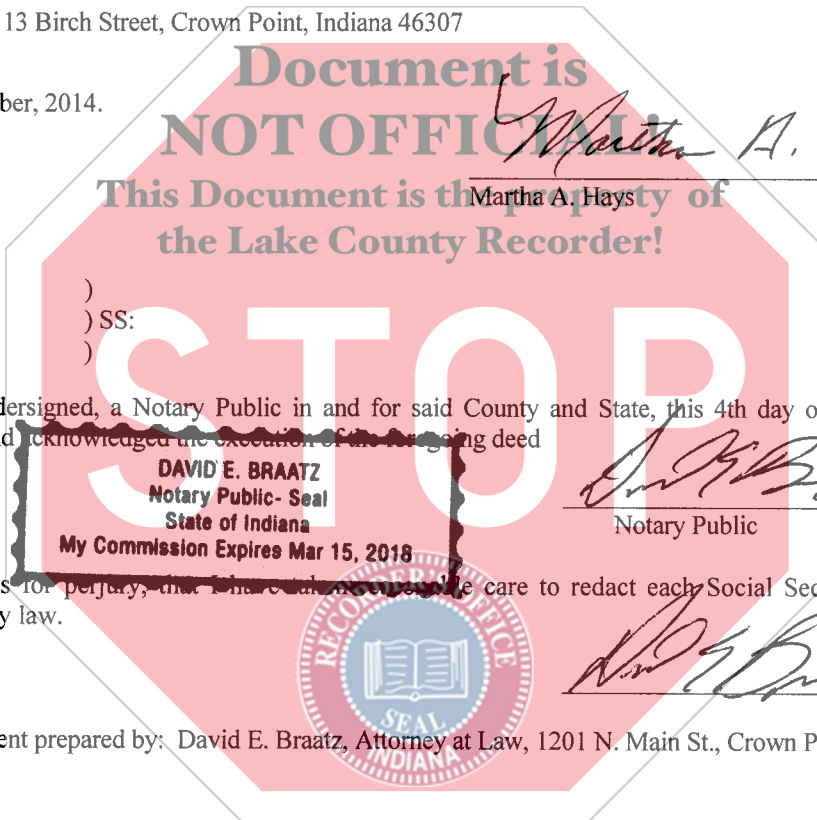 13 Birch Street, Crown Point, Indiana 46307
Document is
ber, 2014.
NOT OFFICIAL!
Martha A.
This Document is the property of
Martha A. Hays
the Lake County Recorder!
)
) SS:
)
STOP
dersigned, a Notary Public in and for said County and State, this 4th day o
d acknowledged the execution of the foregoing deed
DAVID E. BRAATZ
Notary Public- Seal
State of Indiana
My Commission Expires Mar 15, 2018
Notary Public
s for perjury, that I have taken reasonable care to redact each Social Sec
y law.
RECORDER'S OFFICE
SEAL
INDIANA
ent prepared by: David E. Braatz, Attorney at Law, 1201 N. Main St., Crown P